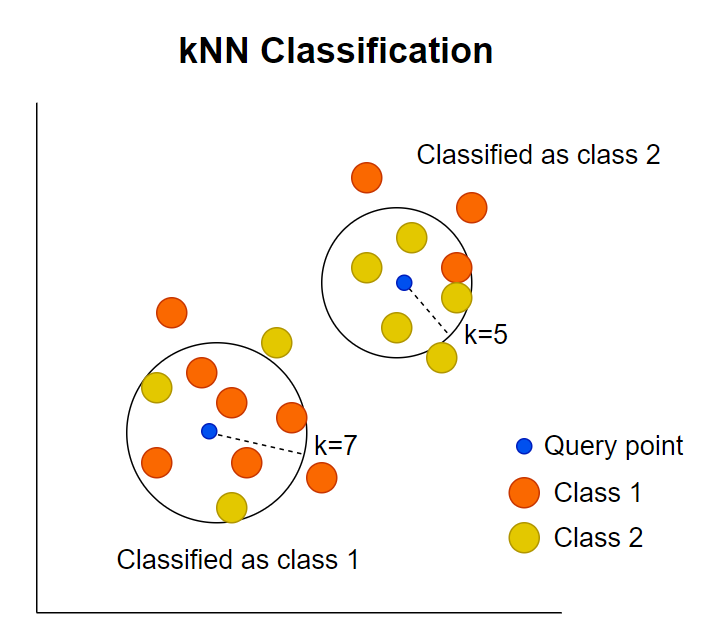 kNN Classification
Classified as class 2
k=5
k=7
Query point
Class 1
Class 2
Classified as class 1